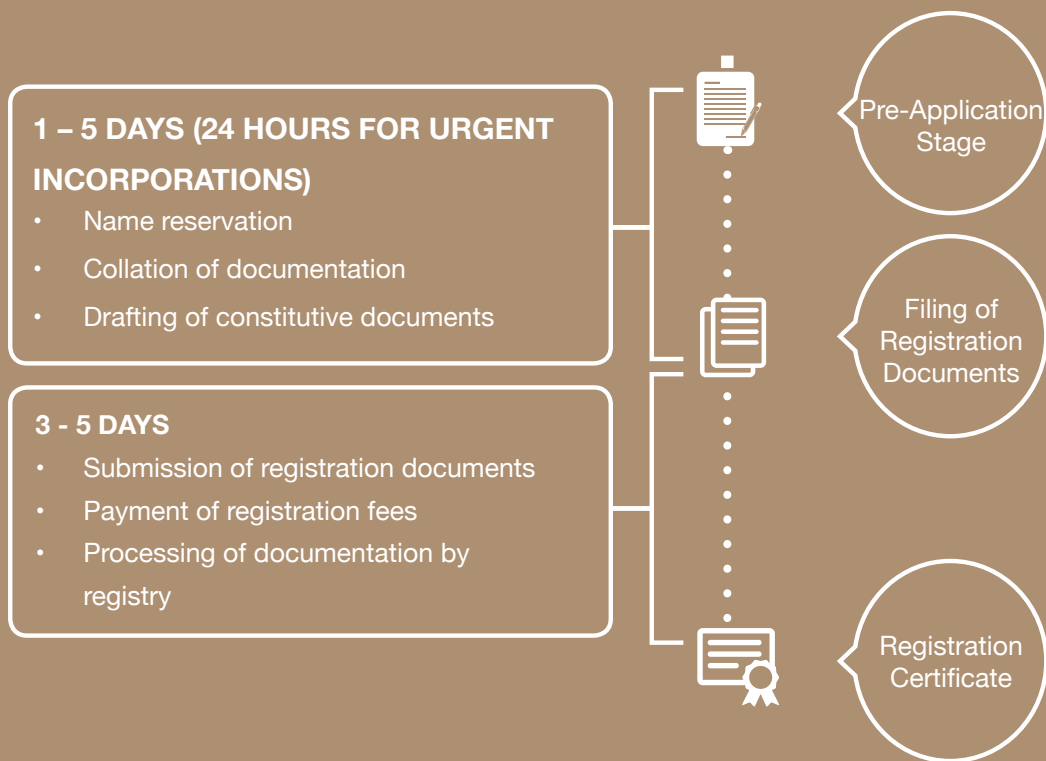 1 – 5 DAYS (24 HOURS FOR URGENT
INCORPORATIONS)
• Name reservation
• Collation of documentation
• Drafting of constitutive documents
3 - 5 DAYS
• Submission of registration documents
• Payment of registration fees
• Processing of documentation by
registry
Pre-Application
Stage
Filing of
Registration
Documents
Registration
Certificate